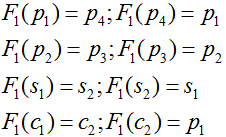 F₁(p₁) = p₄; F₁(p₄) = p₁
F₁(p₂) = p₃; F₁(p₃) = p₂
F₁(s₁) = s₂; F₁(s₂) = s₁
F₁(c₁) = c₂; F₁(c₂) = p₁